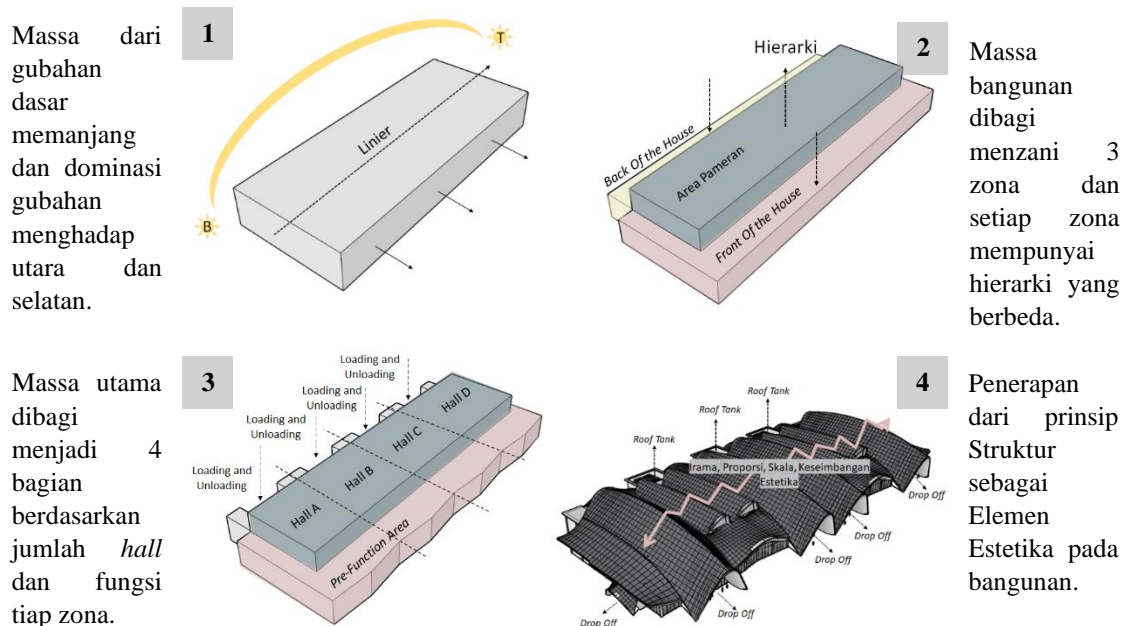 Massa dari
gubahan
dasar
memanjang
dan dominasi
gubahan
menghadap
utara dan
selatan.
1
T
B
Linier
2
Hierarki
Back Of the House
Area Pameran
Front Of the House
Massa
bangunan
dibagi
menzani 3
zona dan
setiap zona
mempunyai
hierarki yang
berbeda.
Massa utama
dibagi
menjadi 4
bagian
berdasarkan
jumlah hall
dan fungsi
tiap zona.
3
Loading and
Unloading
Loading and
Unloading
Loading and
Unloading
Loading and
Unloading
Hall D
Hall C
Hall B
Hall A
Pre-Function Area
4
Roof Tank
Roof Tank
Roof Tank
Irama, Proporsi, Skala, Keseimbangan
Estetika
Drop Off
Drop Off
Drop Off
Drop Off
Drop Off
Penerapan
dari prinsip
Struktur
sebagai
Elemen
Estetika pada
bangunan.